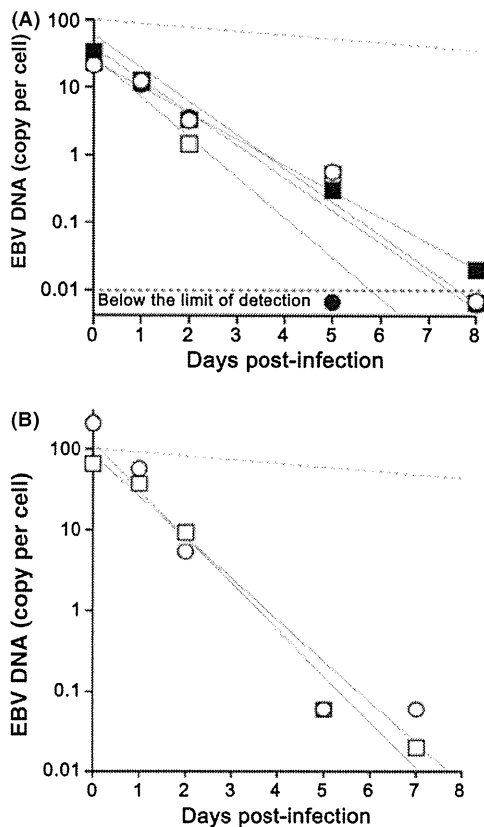 (A)
EBV DNA (copy per cell)
100
10
1
0.1
0.01
Below the limit of detection
0 1 2 3 4 5 6 7 8
Days post-infection
(B)
EBV DNA (copy per cell)
100
10
1
0.1
0.01
0 1 2 3 4 5 6 7 8
Days post-infection